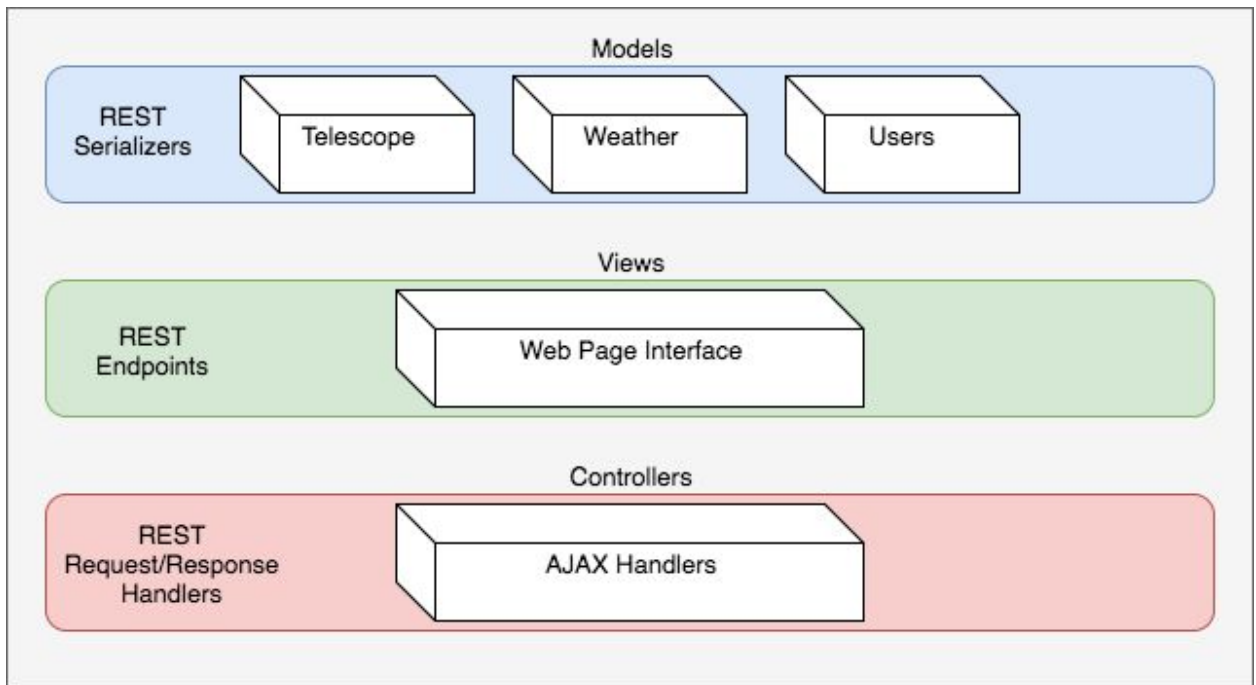 Models
REST
Serializers
Telescope
Weather
Users
Views
REST
Endpoints
Web Page Interface
Controllers
REST
Request/Response
Handlers
AJAX Handlers